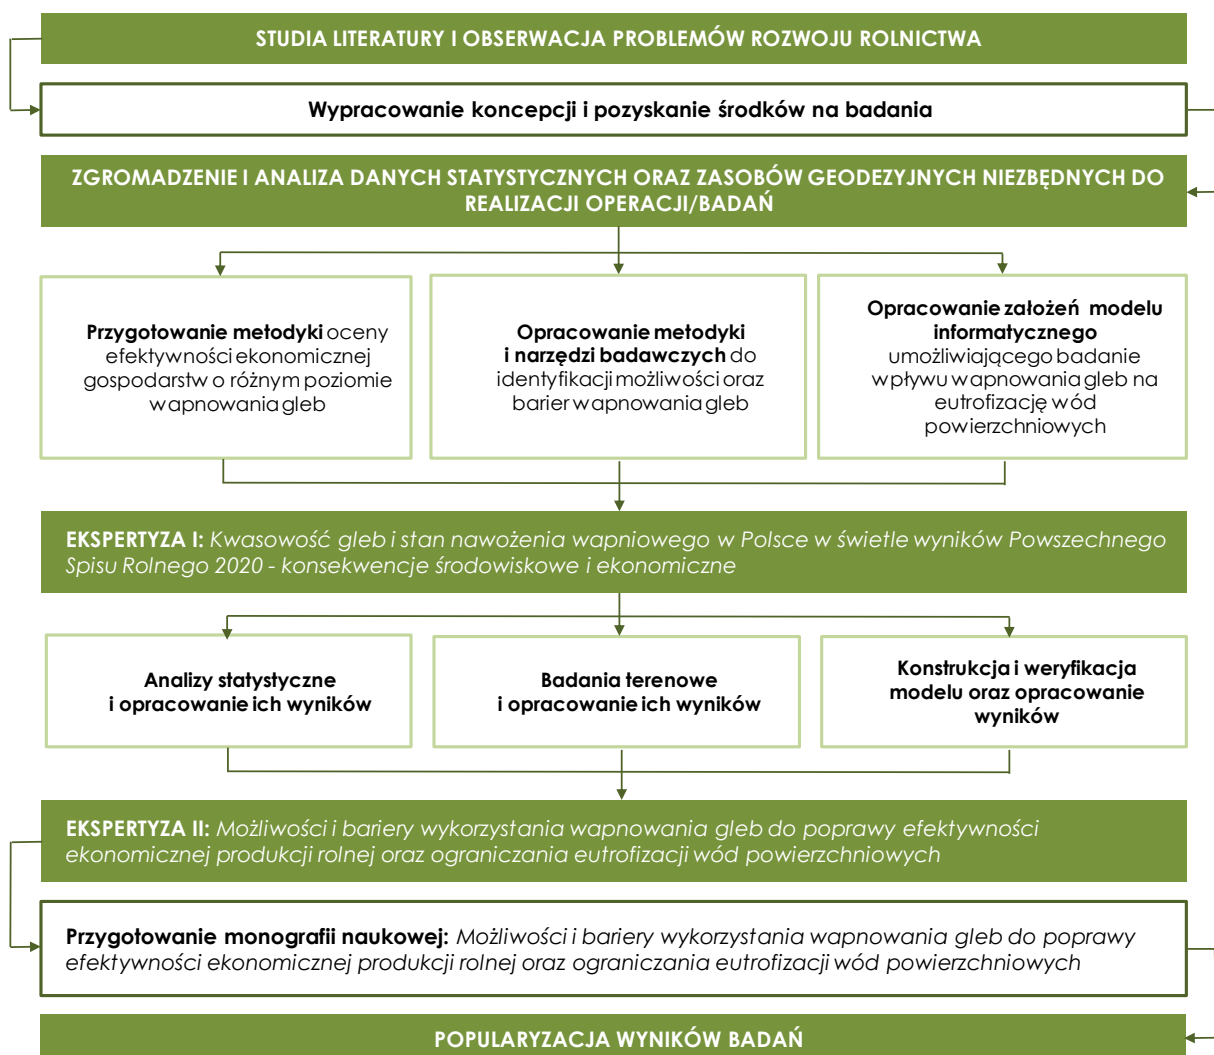 STUDIA LITERATURY I OBSERWACJA PROBLEMÓW ROZWOJU ROLNICTWA
Wypracowanie koncepcji i pozyskanie środków na badania
ZGROMADZENIE I ANALIZA DANYCH STATYSTYCZNYCH ORAZ ZASOBÓW GEODEZYJNYCH NIEZBĘDNYCH DO
REALIZACJI OPERACJI/BADAŃ
Przygotowanie metodyki oceny
efektywności ekonomicznej
gospodarstw o różnym poziomie
wapnowania gleb
Opracowanie metodyki
i narzędzi badawczych do
identyfikacji możliwości oraz
barier wapnowania gleb
Opracowanie założeń modelu
informatycznego
umożliwiającego badanie
wpływu wapnowania gleb na
eutrofizację wód
powierzchniowych
EKSPERTYZA I: Kwasowość gleb i stan nawożenia wapniowego w Polsce w świetle wyników Powszechnego
Spisu Rolnego 2020 - konsekwencje środowiskowe i ekonomiczne
Analizy statystyczne
i opracowanie ich wyników
Badania terenowe
i opracowanie ich wyników
Konstrukcja i weryfikacja
modelu oraz opracowanie
wyników
EKSPERTYZA II: Możliwości i bariery wykorzystania wapnowania gleb do poprawy efektywności
ekonomicznej produkcji rolnej oraz ograniczania eutrofizacji wód powierzchniowych
Przygotowanie monografii naukowej: Możliwości i bariery wykorzystania wapnowania gleb do poprawy
efektywności ekonomicznej produkcji rolnej oraz ograniczania eutrofizacji wód powierzchniowych
POPULARYZACJA WYNIKÓW BADAŃ